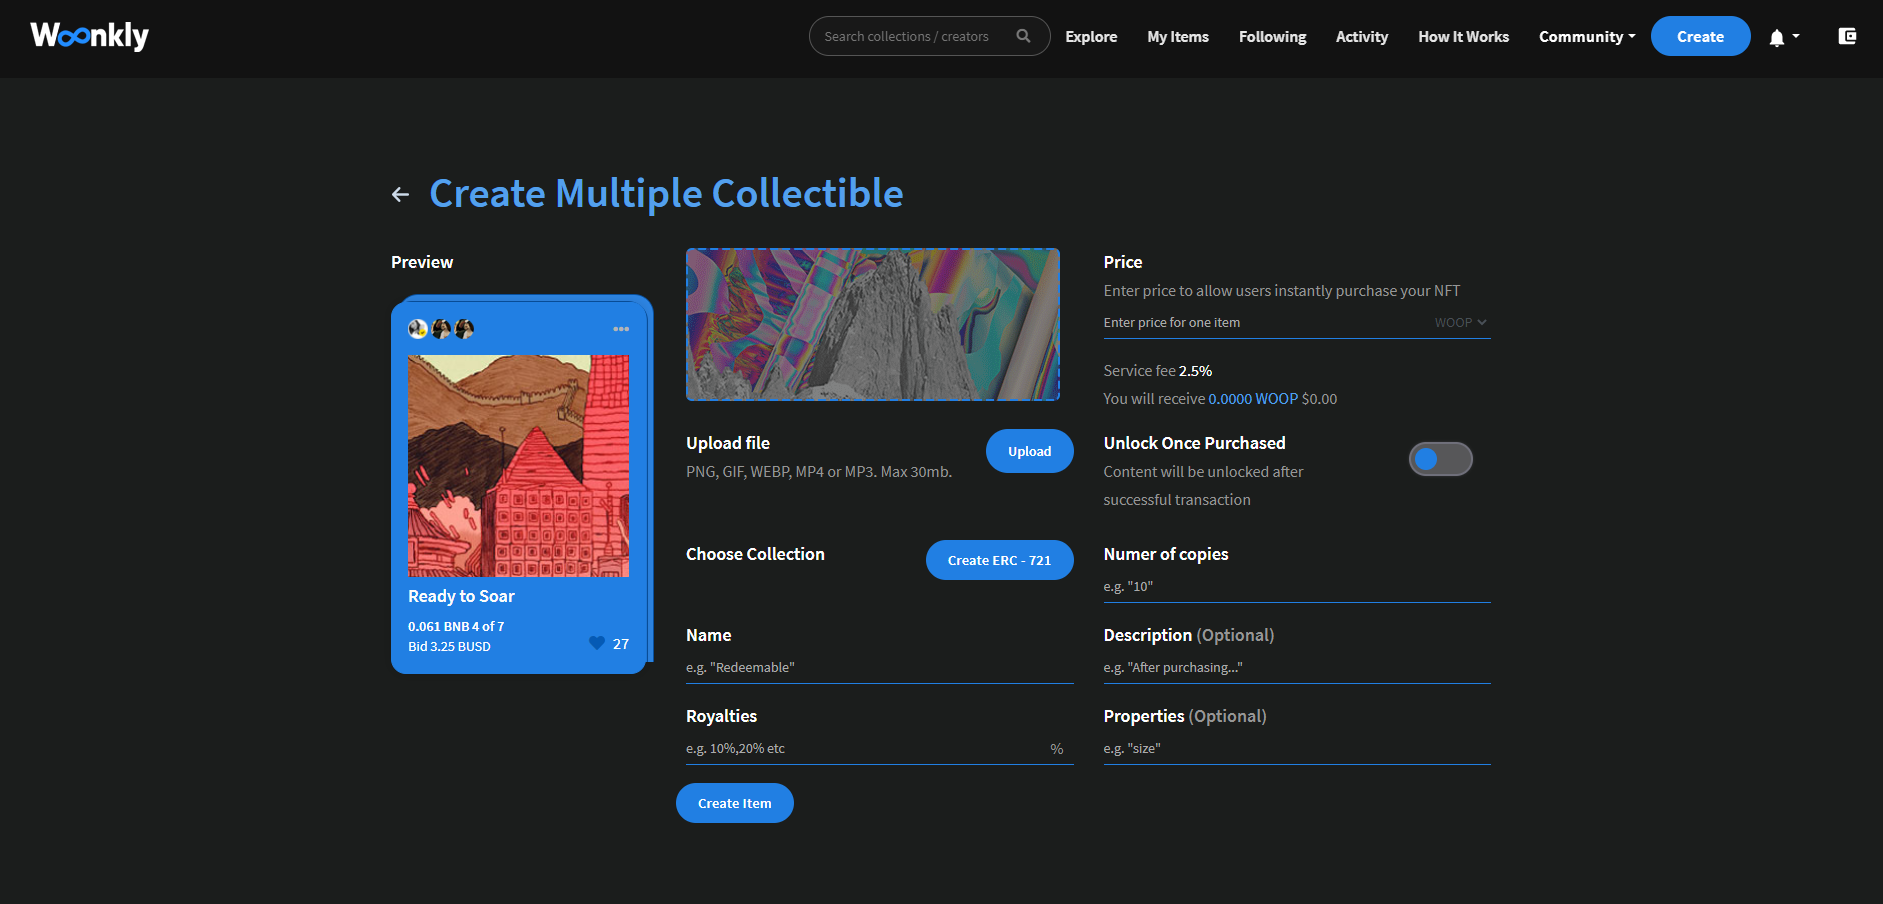 Woonkly
Search collections / creators
Explore
My Items
Following
Activity
How It Works
Community
Create
Create Multiple Collectible
Preview
Ready to Soar
0.061 BNB 4 of 7
Bid 3.25 BUSD
27
Upload file
Upload
PNG, GIF, WEBP, MP4 or MP3. Max 30mb.
Choose Collection
Create ERC - 721
Name
e.g. "Redeemable"
Royalties
e.g. 10%,20% etc
%
Create Item
Price
Enter price to allow users instantly purchase your NFT
Enter price for one item
WOOP
Service fee 2.5%
You will receive 0.0000 WOOP $0.00
Unlock Once Purchased
Content will be unlocked after
successful transaction
Numer of copies
e.g. "10"
Description (Optional)
e.g. "After purchasing..."
Properties (Optional)
e.g. "size"